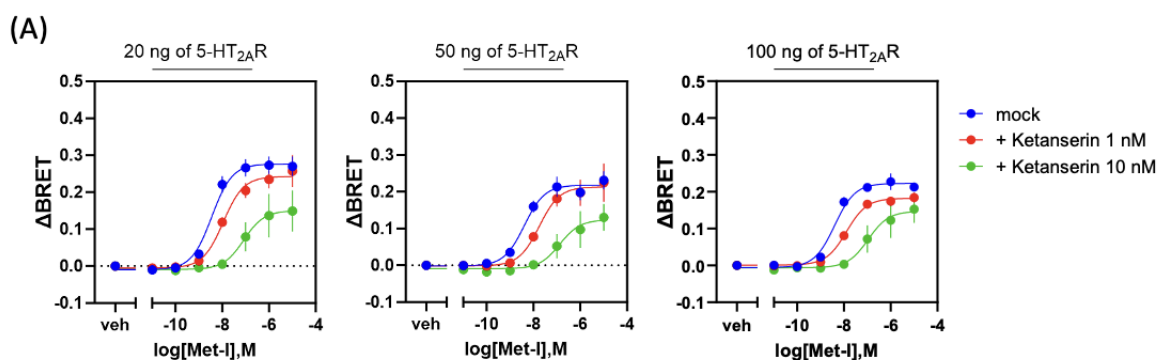 (A)
20 ng of 5-HT2AR
50 ng of 5-HT2AR
100 ng of 5-HT2AR
0.5
0.4
0.3
0.2
0.1
0.0
-0.1
ΔBRET
veh
-10
-8
-6
-4
log[Met-I],M
0.5
0.4
0.3
0.2
0.1
0.0
-0.1
ΔBRET
veh
-10
-8
-6
-4
log[Met-I],M
0.5
0.4
0.3
0.2
0.1
0.0
-0.1
ΔBRET
veh
-10
-8
-6
-4
log[Met-I],M
mock
+ Ketanserin 1 nM
+ Ketanserin 10 nM